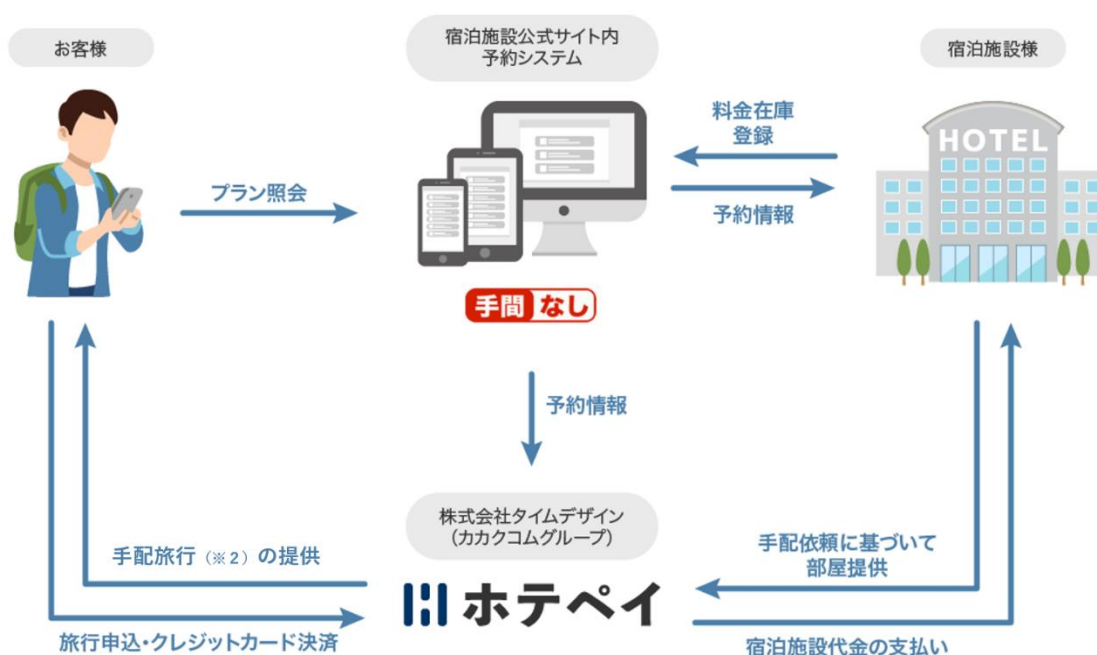 お客様
宿泊施設公式サイト内
予約システム
宿泊施設様
プラン照会
料金在庫
登録
予約情報
HOTEL
手間なし
予約情報
株式会社タイムデザイン
(カカクコムグループ)
ホテペイ
手配旅行(※2)の提供
旅行申込・クレジットカード決済
手配依頼に基づいて
部屋提供
宿泊施設代金の支払い